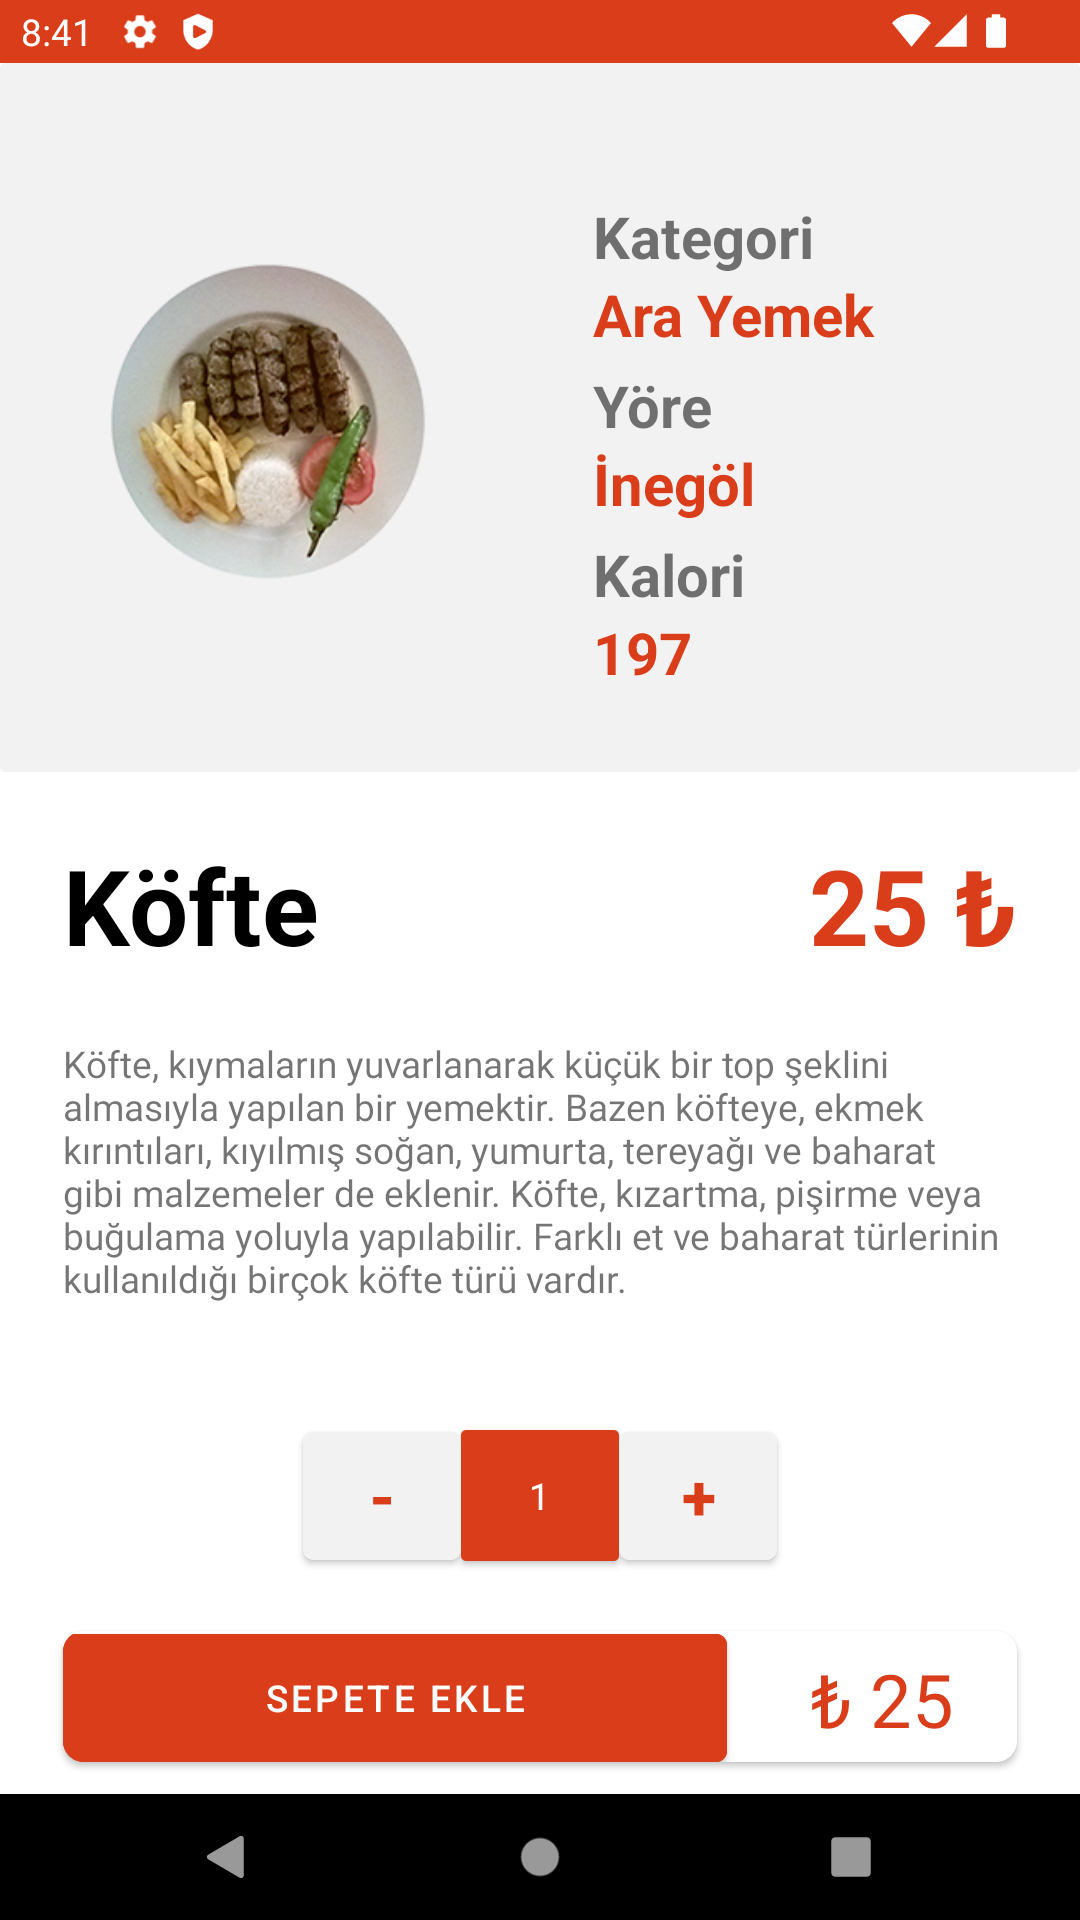 8:41
Kategori
Ara Yemek
Yöre
İnegöl
Kalori
197
Köfte
25 ₺
Köfte, kıymaların yuvarlanarak küçük bir top şeklini
almasıyla yapılan bir yemektir. Bazen köfteye, ekmek
kırıntıları, kıyılmış soğan, yumurta, tereyağı ve baharat
gibi malzemeler de eklenir. Köfte, kızartma, pişirme veya
buğulama yoluyla yapılabilir. Farklı et ve baharat türlerinin
kullanıldığı birçok köfte türü vardır.
- 1 +
SEPETE EKLE ₺ 25